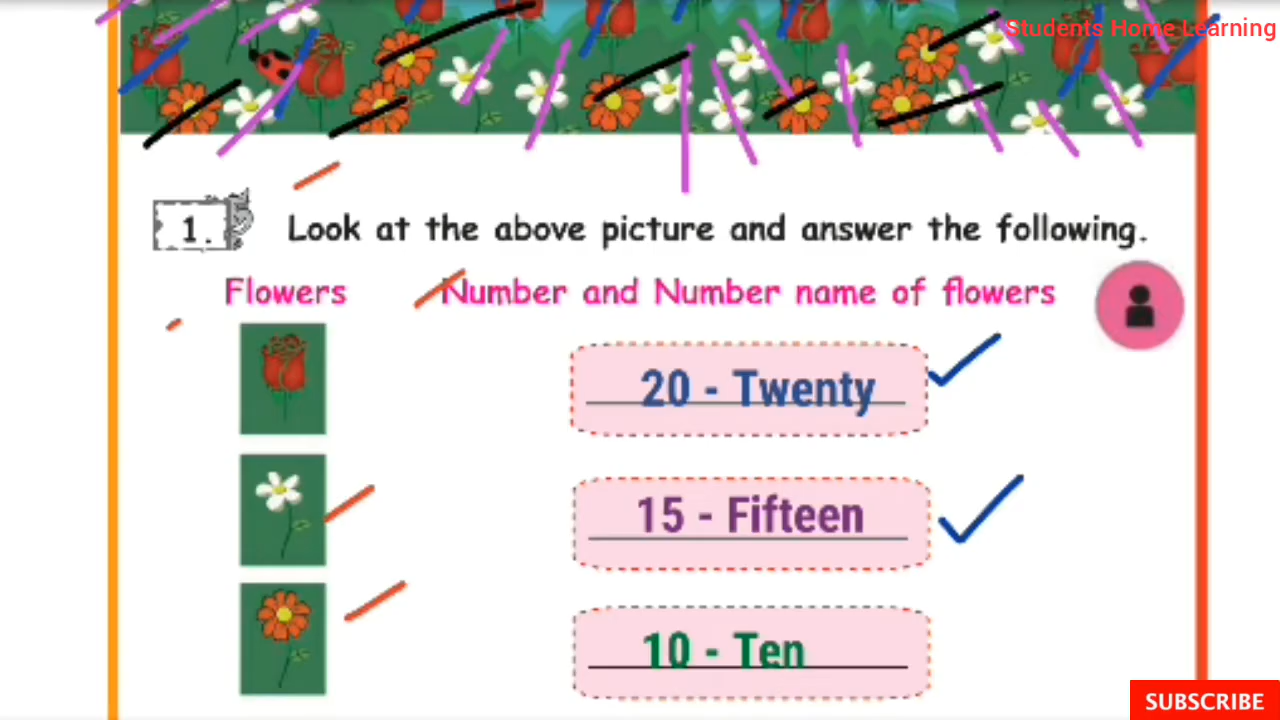 Students Home Learning
1.
Look at the above picture and answer the following.
Flowers
Number and Number name of flowers
20 - Twenty
15 - Fifteen
10 - Ten
SUBSCRIBE